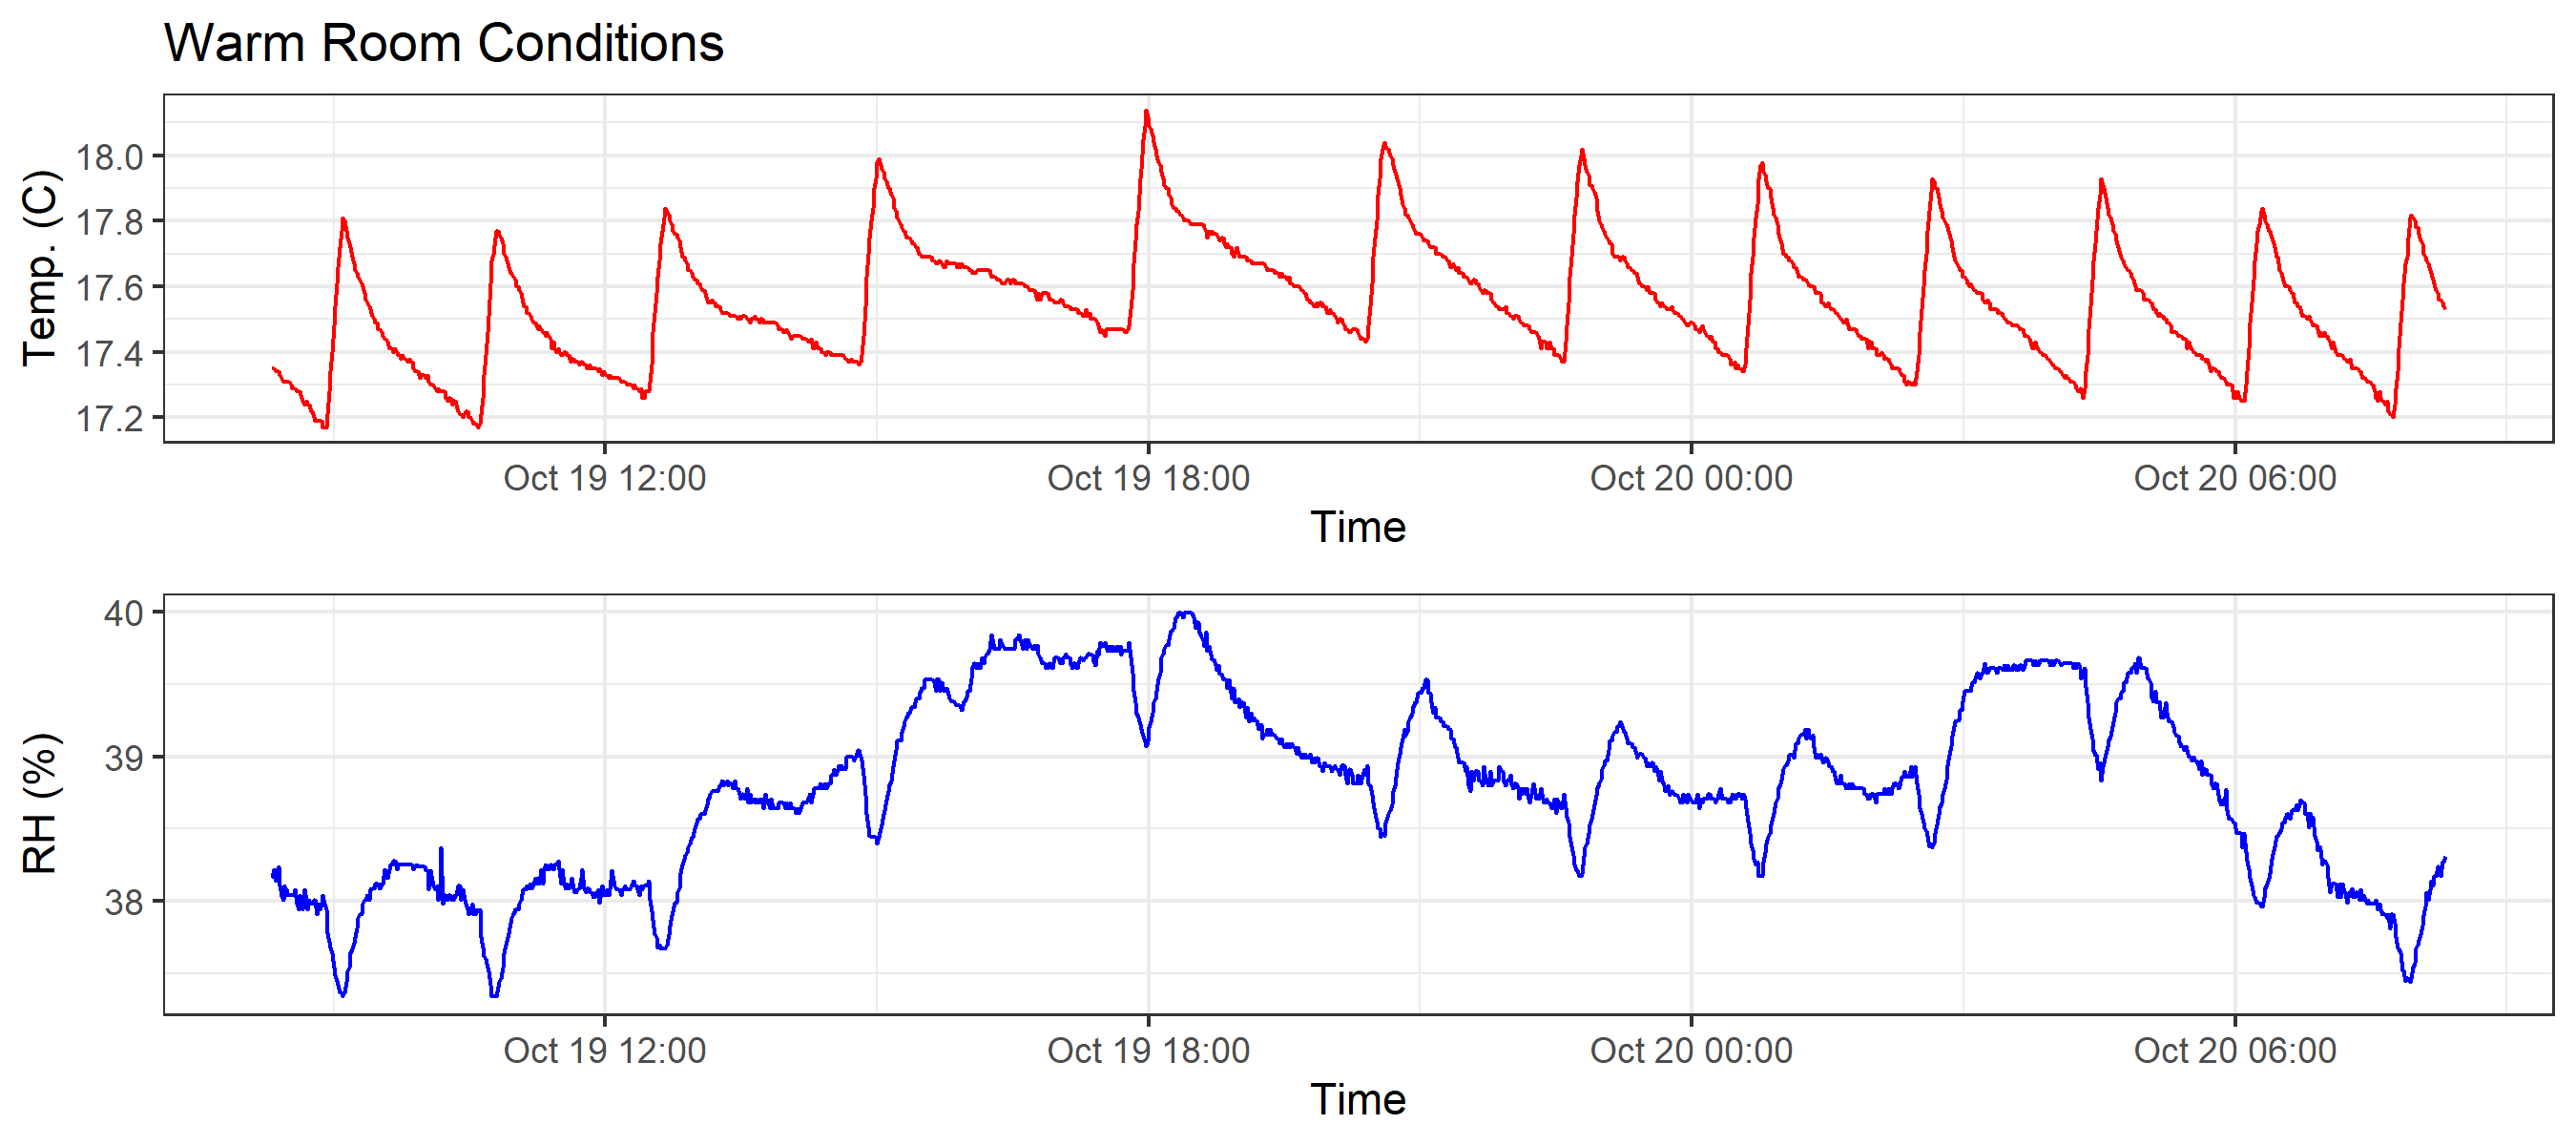 Warm Room Conditions
Temp. (C)
18.0
17.8
17.6
17.4
17.2
Oct 19 12:00 Oct 19 18:00 Oct 20 00:00 Oct 20 06:00
Time
RH (%)
40
39
38
Oct 19 12:00 Oct 19 18:00 Oct 20 00:00 Oct 20 06:00
Time